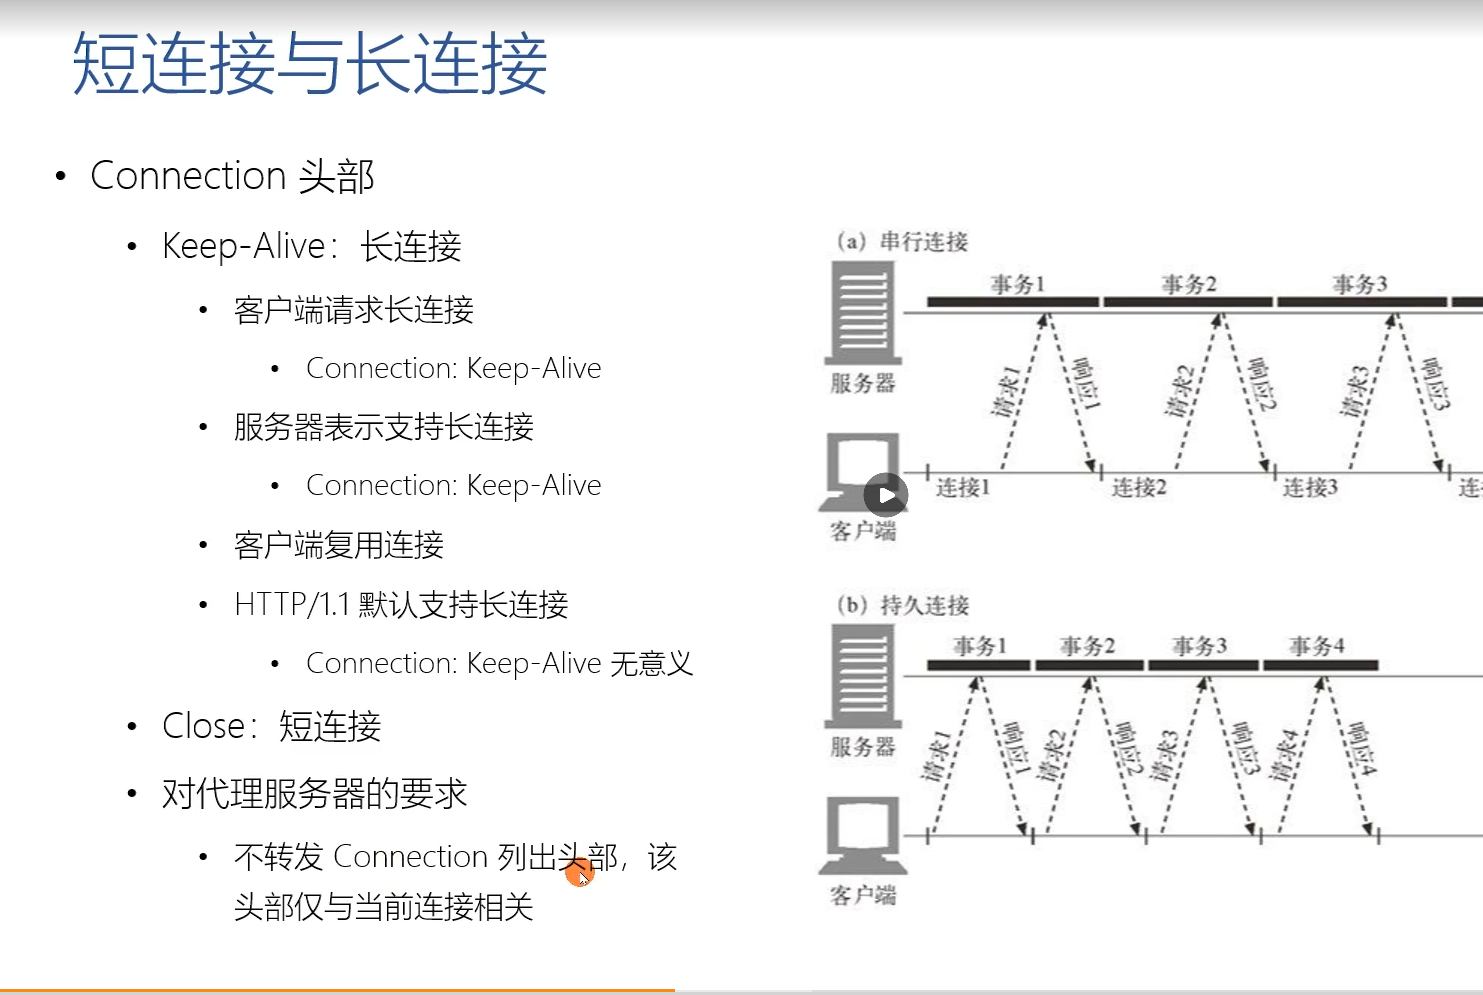 短连接与长连接
• Connection 头部
• Keep-Alive：长连接
• 客户端请求长连接
• Connection: Keep-Alive
• 服务器表示支持长连接
• Connection: Keep-Alive
• 客户端复用连接
• HTTP/1.1 默认支持长连接
• Connection: Keep-Alive 无意义
• Close：短连接
• 对代理服务器的要求
• 不转发 Connection 列出头部，该
头部仅与当前连接相关
（a）串行连接
事务1 事务2 事务3
服务器
请求1 响应1 请求2 响应2 请求3 响应3
连接1 连接2 连接3 连
客户端
（b）持久连接
事务1 事务2 事务3 事务4
服务器
请求1 响应1 请求2 响应2 请求3 响应3 请求4 响应4
客户端